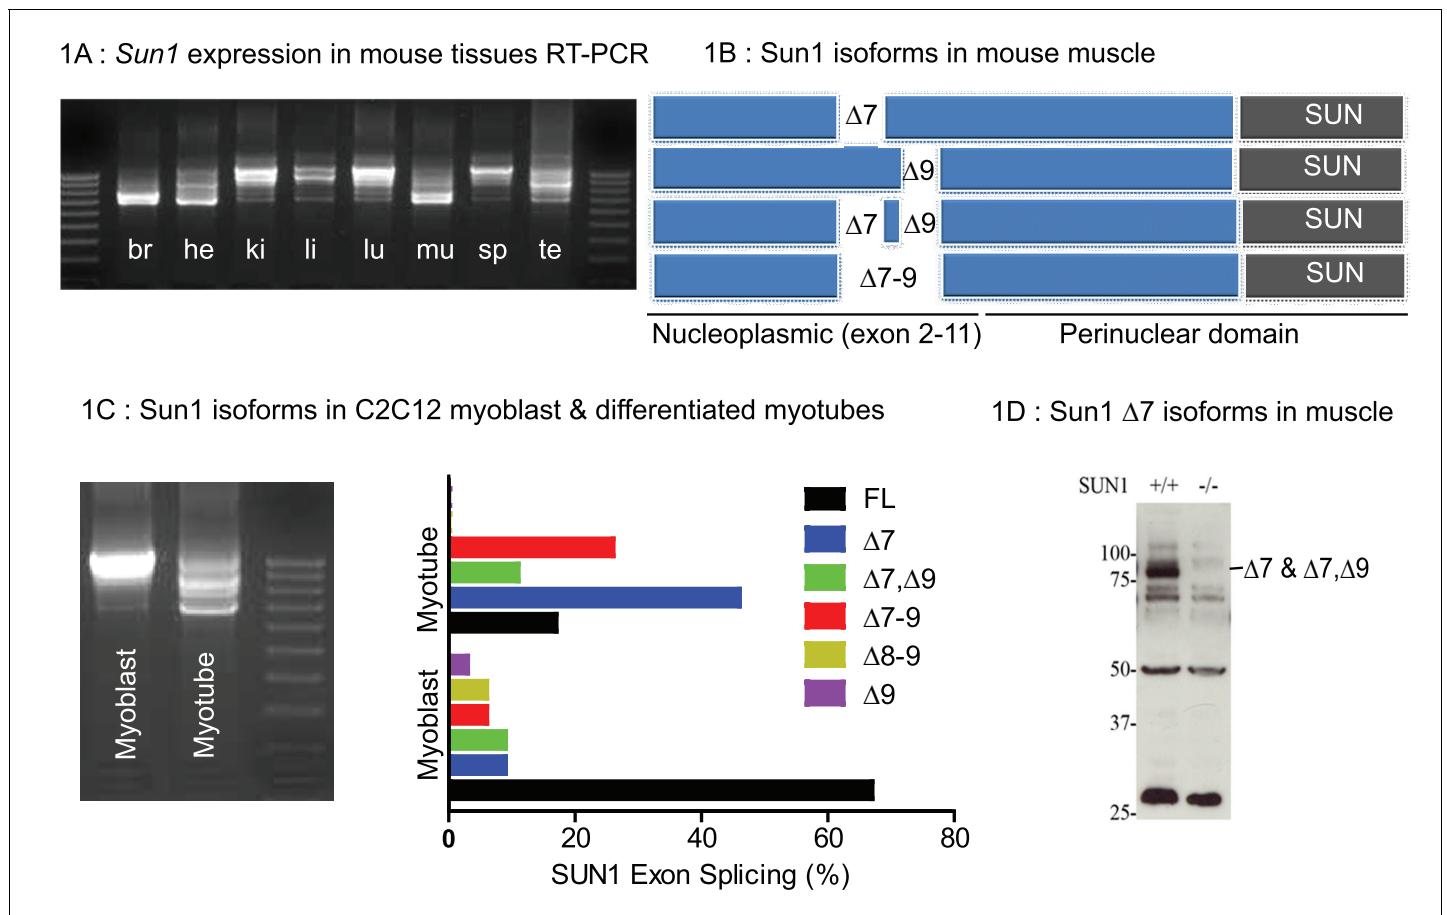 1A : Sun1 expression in mouse tissues RT-PCR
br he ki li lu mu sp te
1B : Sun1 isoforms in mouse muscle
Δ7 SUN
Δ9 SUN
Δ7 Δ9 SUN
Δ7-9 SUN
Nucleoplasmic (exon 2-11) Perinuclear domain
1C : Sun1 isoforms in C2C12 myoblast & differentiated myotubes
Myoblast
Myotube
Myotube
Myoblast
FL
Δ7
Δ7,Δ9
Δ7-9
Δ8-9
Δ9
0 20 40 60 80
SUN1 Exon Splicing (%)
1D : Sun1 Δ7 isoforms in muscle
SUN1 +/+ -/-
100-
75-
-Δ7 & Δ7,Δ9
50-
37-
25-